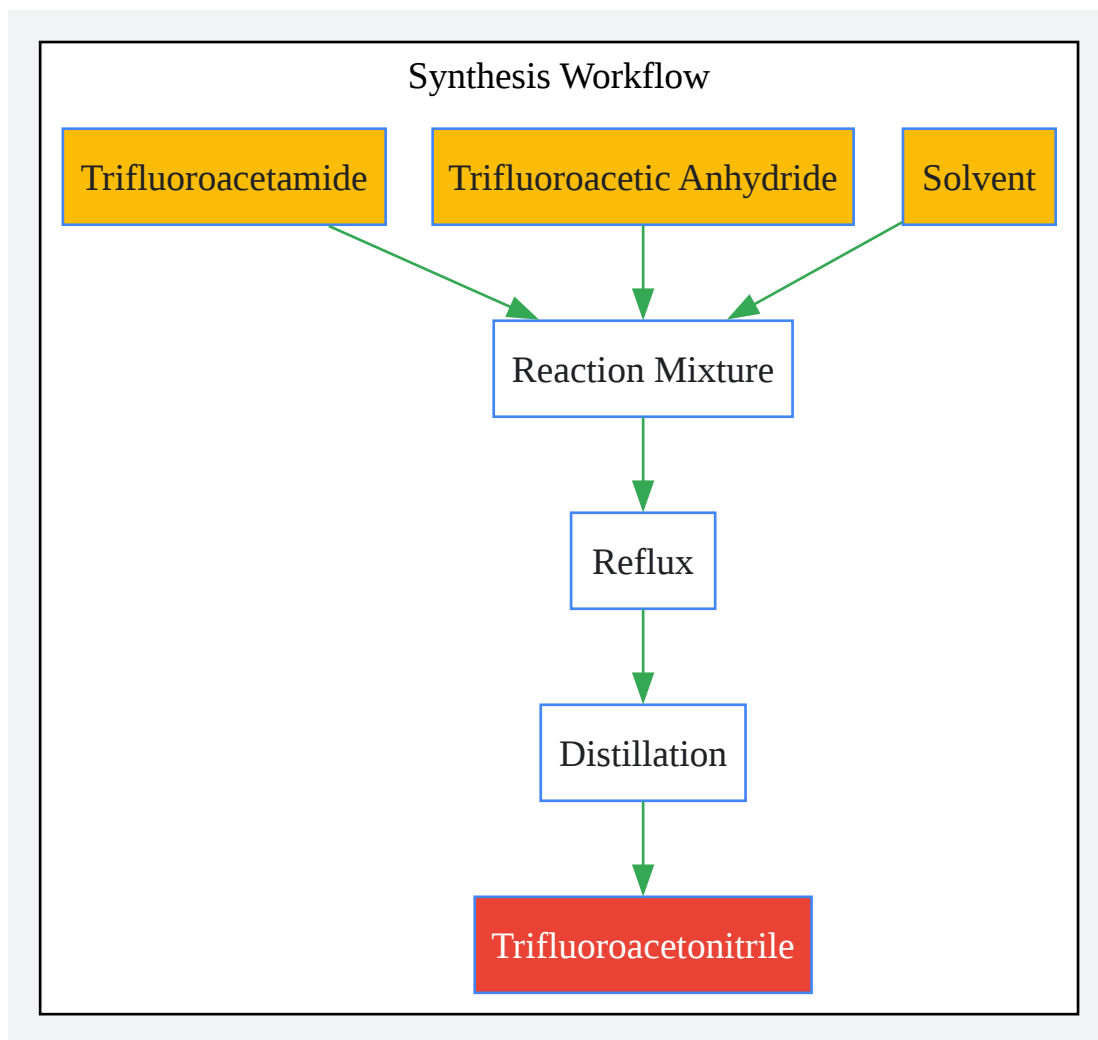 Synthesis Workflow
Trifluoroacetamide
Trifluoroacetic Anhydride
Solvent
Reaction Mixture
Reflux
Distillation
Trifluoroacetonitrile